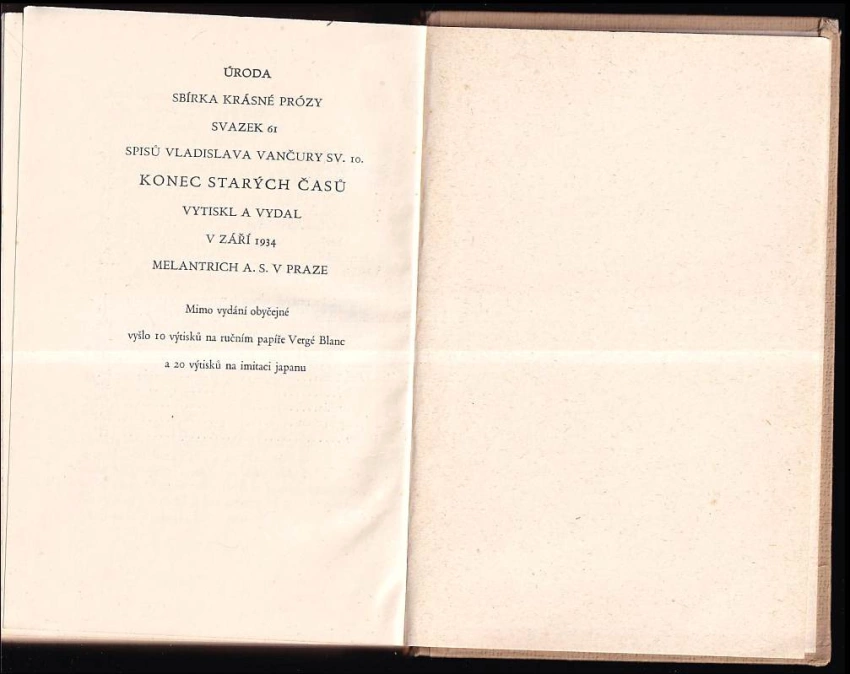 ÚRODA
SBÍRKA KRÁSNÉ PRÓZY
SVAZEK 61
SPISŮ VLADISLAVA VANČURY SV. 10.
KONEC STARÝCH ČASŮ
VYTISKL A VYDAL
V ZÁŘÍ 1934
MELANTRICH A. S. V PRAZE
Mimo vydání obyčejné
vyšlo 10 výtisků na ručním papíře Vergé Blanc
a 20 výtisků na imitaci japanu